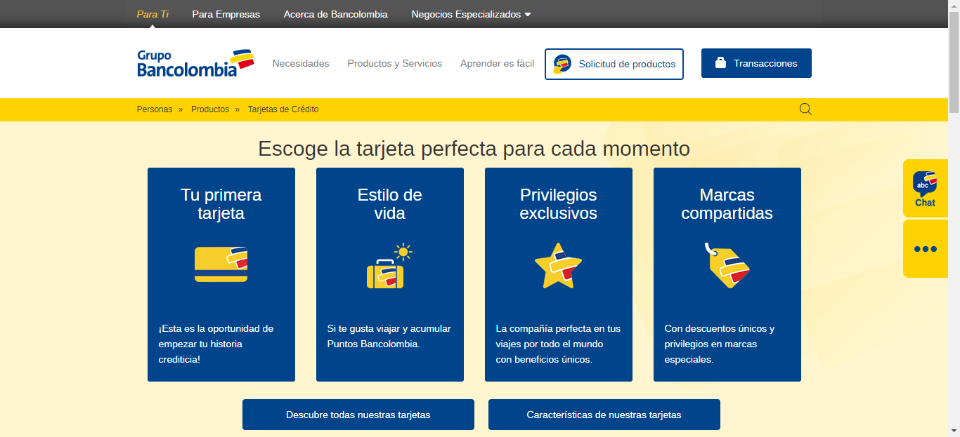 Para Ti
Para Empresas
Acerca de Bancolombia
Negocios Especializados
Grupo
Bancolombia
Necesidades
Productos y Servicios
Aprender es fácil
Solicitud de productos
Transacciones
Personas » Productos » Tarjetas de Crédito
Escoge la tarjeta perfecta para cada momento
Tu primera
tarjeta
¡Esta es la oportunidad de
empezar tu historia
crediticia!
Estilo de
vida
Si te gusta viajar y acumular
Puntos Bancolombia.
Privilegios
exclusivos
La compañía perfecta en tus
viajes por todo el mundo
con beneficios únicos.
Marcas
compartidas
Con descuentos únicos y
privilegios en marcas
especiales.
abc
Chat
Descubre todas nuestras tarjetas
Características de nuestras tarjetas